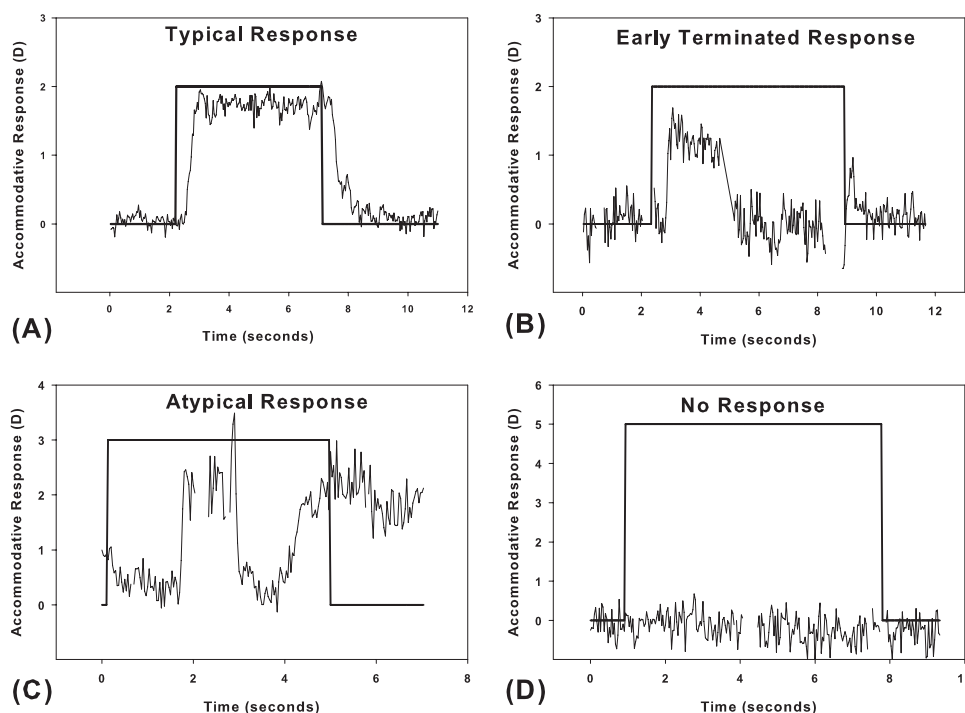 Typical Response
Accommodative Response (D)
3
2
1
0
0 2 4 6 8 10 12
Time (seconds)
(A)
Early Terminated Response
Accommodative Response (D)
3
2
1
0
0 2 4 6 8 10 12
Time (seconds)
(B)
Atypical Response
Accommodative Response (D)
4
3
2
1
0
0 2 4 6 8
Time (seconds)
(C)
No Response
Accommodative Response (D)
6
5
4
3
2
1
0
0 2 4 6 8 1
Time (seconds)
(D)